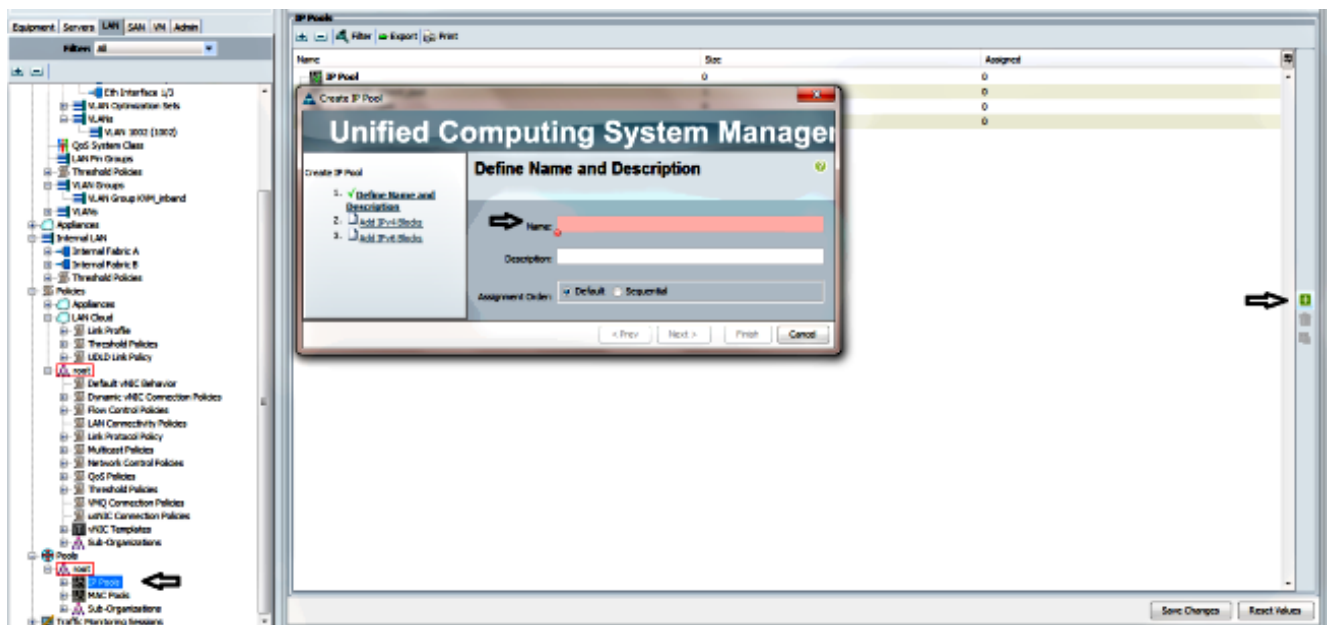 Equipment Servers LAN SAN VM Admin
Filter: All
Eth Interface 1/3
VLAN Optimization Sets
VLANs
VLAN 1002 (1002)
QoS System Class
LAN Pin Groups
Threshold Policies
VLAN Groups
VLAN Group KVM_inband
VLANs
Appliances
Internal LAN
Internal Fabric A
Internal Fabric B
Threshold Policies
Policies
Appliances
LAN Cloud
Link Profile
Threshold Policies
UDLD Link Policy
root
Default vNIC Behavior
Dynamic vNIC Connection Policies
Flow Control Policies
LAN Connectivity Policies
Link Protocol Policy
Multicast Policies
Network Control Policies
QoS Policies
Threshold Policies
VMQ Connection Policies
usNIC Connection Policies
vNIC Templates
Sub-Organizations
Pools
root
IP Pools
MAC Pools
Sub-Organizations
Traffic Monitoring Sessions
IP Pools
Filter Export Print
Name Size Assigned
IP Pool 0 0
0
0
0
Create IP Pool
Unified Computing System Manager
Create IP Pool
1. √Define Name and Description
2. Add IPv4 Blocks
3. Add IPv6 Blocks
Define Name and Description
Name:
Description:
Assignment Order: Default Sequential
< Prev Next > Finish Cancel
Save Changes Reset Values